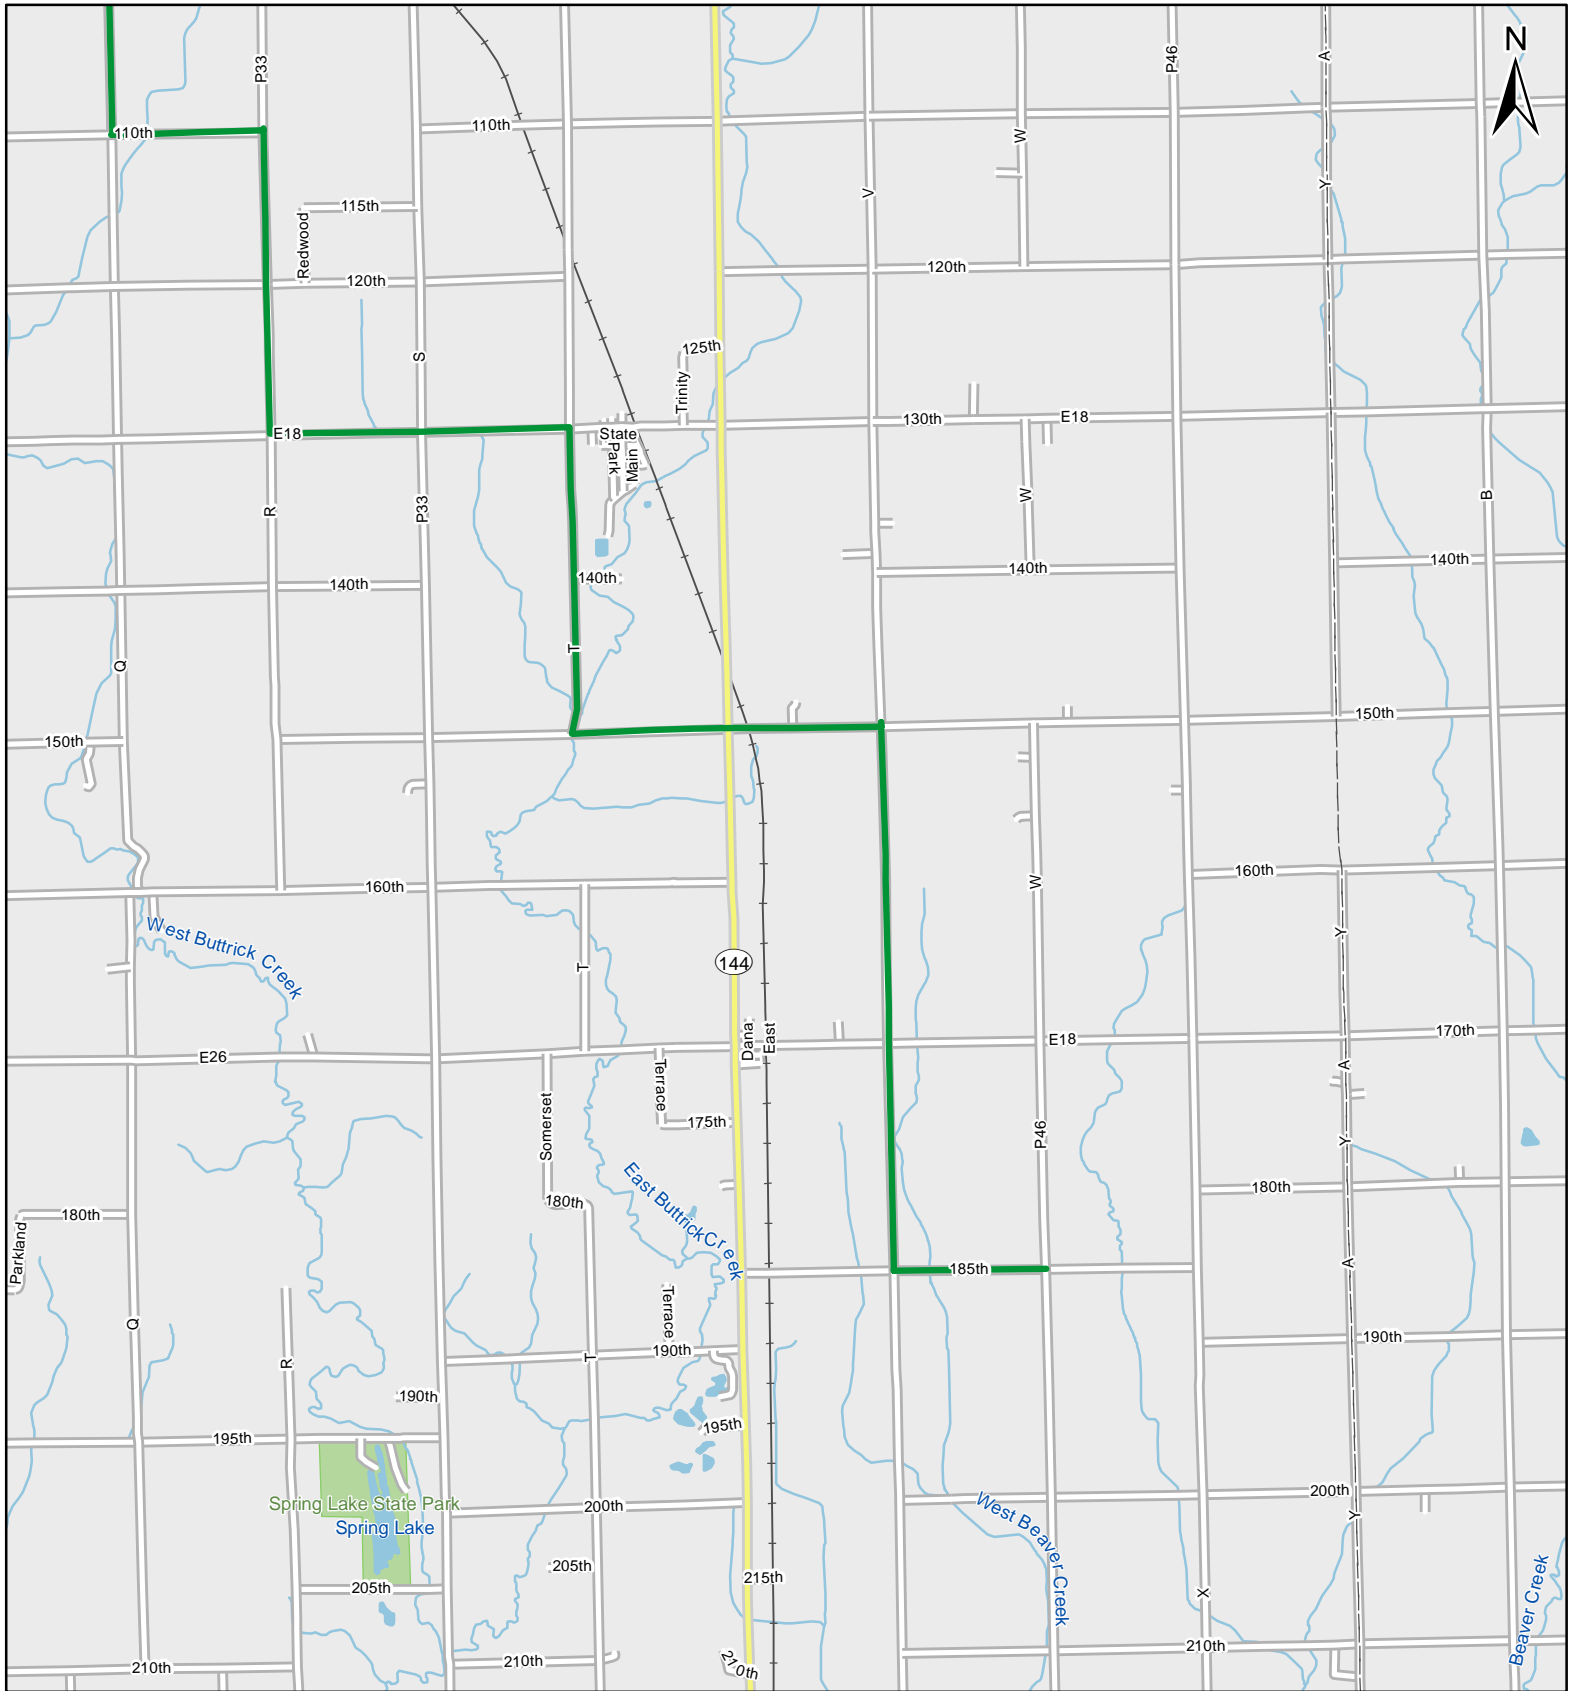 N
P33
P46
A
110th
110th
W
Y
V
115th
Redwood
120th
120th
S
125th
Trinity
E18
State
Park
Main
130th
E18
R
P33
W
B
140th
140th
140th
140th
Q
T
150th
150th
160th
160th
W
West Buttrick Creek
T
144
Y
Dana
East
E26
E18
170th
A
Terrace
175th
Somerset
P46
Y
East Buttrick Creek
180th
180th
180th
Parkland
185th
A
Q
Terrace
R
T
190th
190th
190th
195th
195th
Spring Lake State Park
Spring Lake
200th
200th
West Beaver Creek
Y
205th
205th
215th
X
Beaver Creek
210th
210th
210th
210th